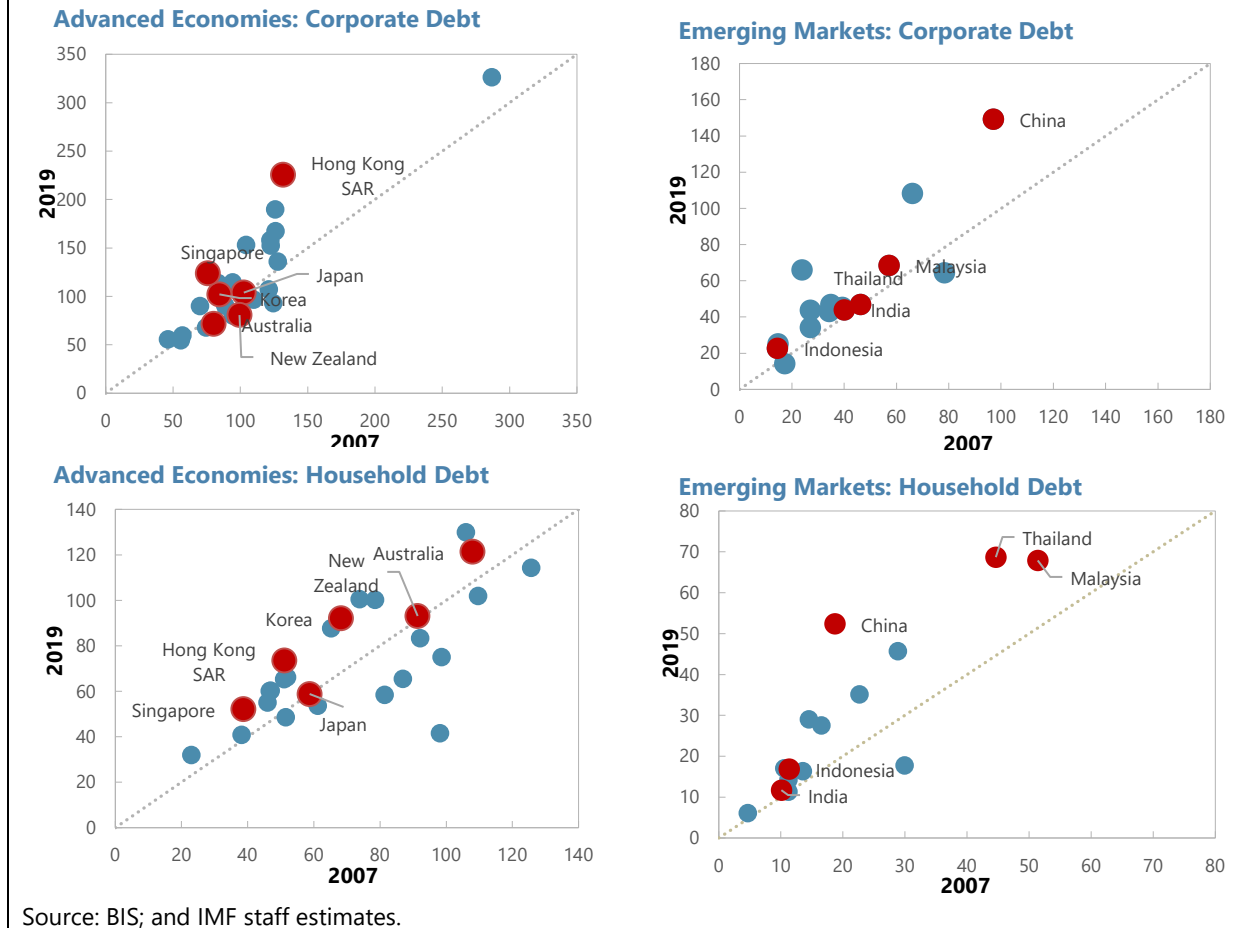 Advanced Economies: Corporate Debt
350
300
250
200
150
100
50
0
2019
Hong Kong
SAR
Singapore
Japan
Korea
Australia
New Zealand
0
50
100
150
200
250
300
350
2007
Emerging Markets: Corporate Debt
180
160
140
120
100
80
60
40
20
0
2019
China
Malaysia
Thailand
India
Indonesia
0
20
40
60
80
100
120
140
160
180
2007
Advanced Economies: Household Debt
140
120
100
80
60
40
20
0
2019
New
Zealand
Australia
Korea
Hong Kong
SAR
Singapore
Japan
0
20
40
60
80
100
120
140
2007
Emerging Markets: Household Debt
80
70
60
50
40
30
20
10
0
2019
Thailand
Malaysia
China
Indonesia
India
0
10
20
30
40
50
60
70
80
2007
Source: BIS; and IMF staff estimates.